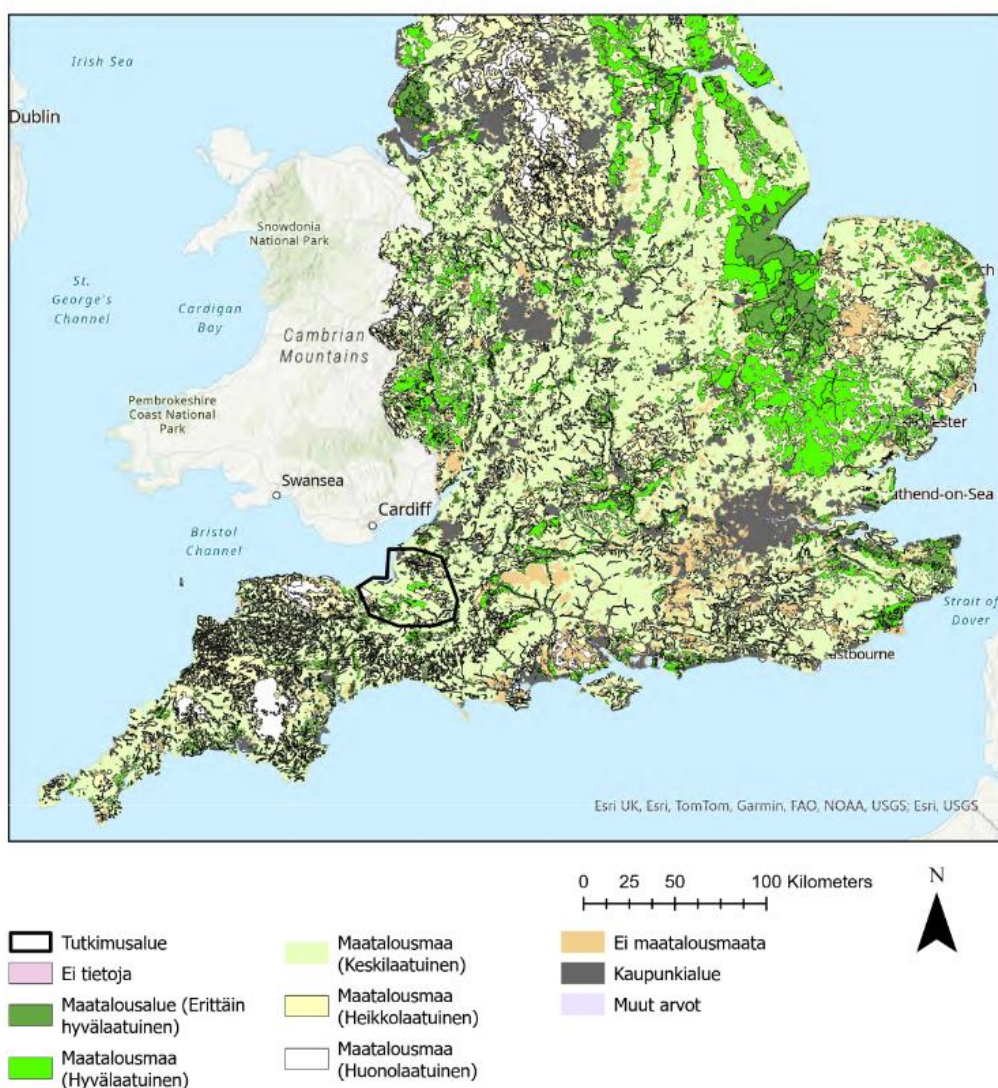 Irish Sea
Dublin
Snowdonia
National Park
St.
George's
Channel
Cardigan
Bay
Cambrian
Mountains
Pembrokeshire
Coast National
Park
Swansea
Cardiff
Bristol
Channel
ch
ester
uthend-on-Sea
Strait of
Dover
astbourne
Esri UK, Esri, TomTom, Garmin, FAO, NOAA, USGS; Esri, USGS
0 25 50 100 Kilometers
N
Tutkimusalue
Ei tietoja
Maatalousalue (Erittäin
hyvälaatuinen)
Maatalousmaa
(Hyvälaatuinen)
Maatalousmaa
(Keskilaatuinen)
Maatalousmaa
(Heikkolaatuinen)
Maatalousmaa
(Huonolaatuinen)
Ei maatalousmaata
Kaupunkialue
Muut arvot